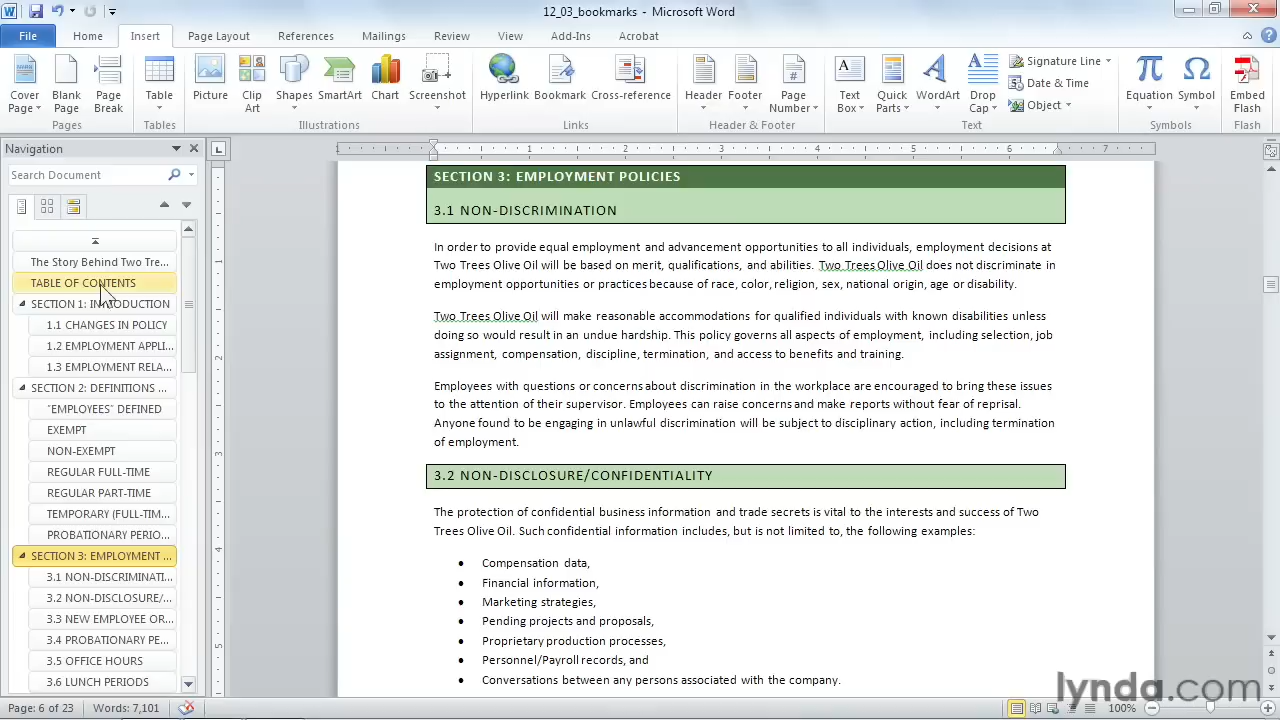 12_03_bookmarks - Microsoft Word
File Home Insert Page Layout References Mailings Review View Add-Ins Acrobat
Cover Page
Blank Page
Page Break
Table
Picture
Clip Art
Shapes
SmartArt
Chart
Screenshot
Hyperlink
Bookmark
Cross-reference
Header
Footer
Page Number
Text Box
Quick Parts
WordArt
Drop Cap
Signature Line
Date & Time
Object
Equation
Symbol
Embed Flash
Pages Tables Illustrations Links Header & Footer Text Symbols Flash
Navigation
Search Document
The Story Behind Two Tre...
TABLE OF CONTENTS
SECTION 1: INTRODUCTION
1.1 CHANGES IN POLICY
1.2 EMPLOYMENT APPLI...
1.3 EMPLOYMENT RELA...
SECTION 2: DEFINITIONS ...
"EMPLOYEES" DEFINED
EXEMPT
NON-EXEMPT
REGULAR FULL-TIME
REGULAR PART-TIME
TEMPORARY (FULL-TIM...
PROBATIONARY PERIO...
SECTION 3: EMPLOYMENT ...
3.1 NON-DISCRIMINATI...
3.2 NON-DISCLOSURE/...
3.3 NEW EMPLOYEE OR...
3.4 PROBATIONARY PE...
3.5 OFFICE HOURS
3.6 LUNCH PERIODS
1 1 2 3 4 5 6 7
1
2
3
4
5
SECTION 3: EMPLOYMENT POLICIES
3.1 NON-DISCRIMINATION
In order to provide equal employment and advancement opportunities to all individuals, employment decisions at
Two Trees Olive Oil will be based on merit, qualifications, and abilities. Two Trees Olive Oil does not discriminate in
employment opportunities or practices because of race, color, religion, sex, national origin, age or disability.
Two Trees Olive Oil will make reasonable accommodations for qualified individuals with known disabilities unless
doing so would result in an undue hardship. This policy governs all aspects of employment, including selection, job
assignment, compensation, discipline, termination, and access to benefits and training.
Employees with questions or concerns about discrimination in the workplace are encouraged to bring these issues
to the attention of their supervisor. Employees can raise concerns and make reports without fear of reprisal.
Anyone found to be engaging in unlawful discrimination will be subject to disciplinary action, including termination
of employment.
3.2 NON-DISCLOSURE/CONFIDENTIALITY
The protection of confidential business information and trade secrets is vital to the interests and success of Two
Trees Olive Oil. Such confidential information includes, but is not limited to, the following examples:
• Compensation data,
• Financial information,
• Marketing strategies,
• Pending projects and proposals,
• Proprietary production processes,
• Personnel/Payroll records, and
• Conversations between any persons associated with the company.
lynda.com
Page: 6 of 23 Words: 7,101 100%